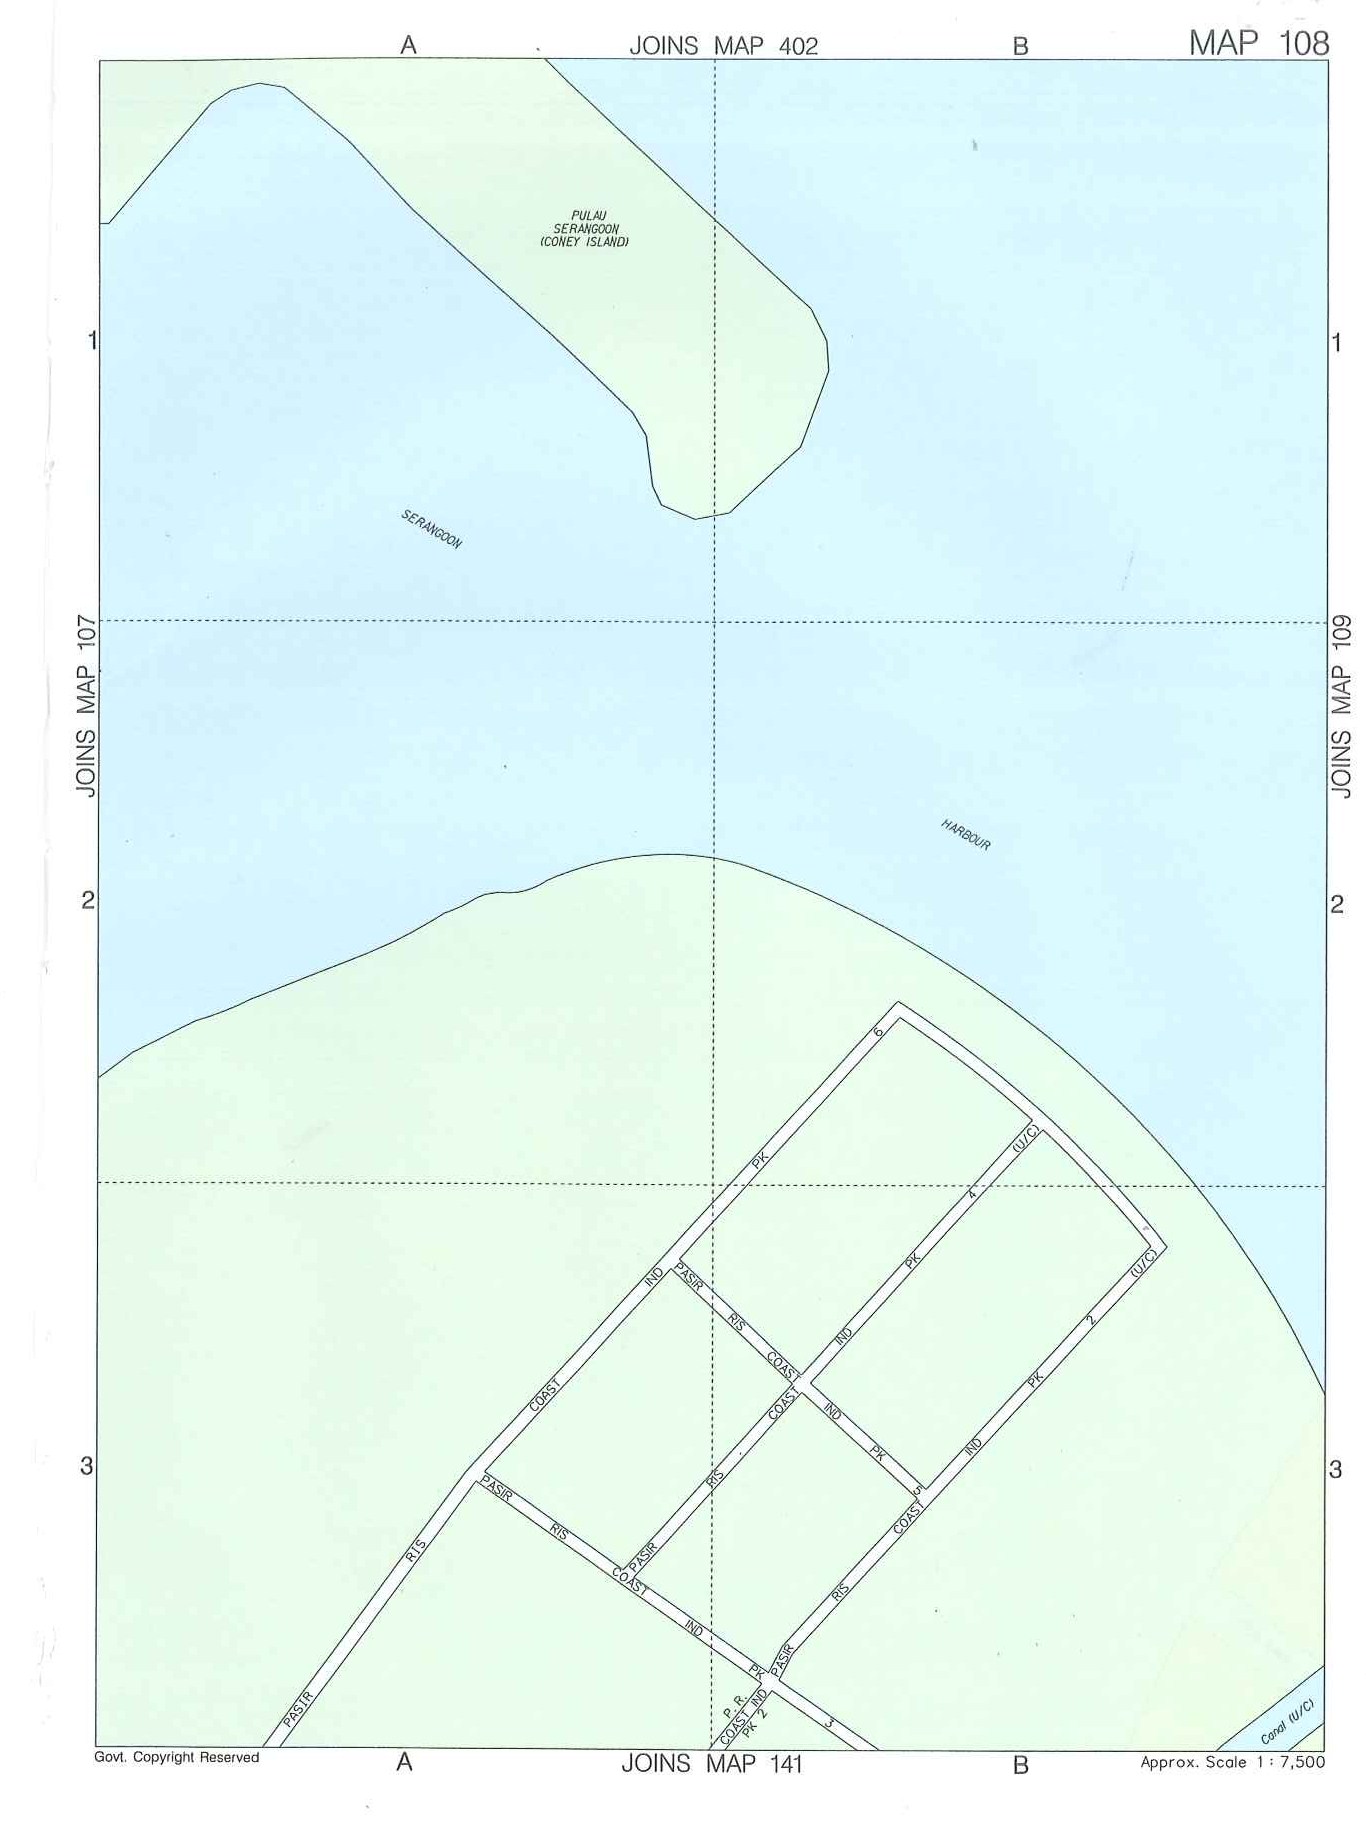 A
JOINS MAP 402
B
MAP 108
PULAU
SERANGOON
(CONEY ISLAND)
1
1
SERANGOON
JOINS MAP 107
JOINS MAP 109
HARBOUR
2
2
PASIR RIS COAST IND PK 6
PASIR RIS COAST IND PK 4 (U/C)
PASIR RIS COAST IND PK 2 (U/C)
PASIR RIS COAST IND PK 5
3
3
PASIR RIS COAST IND PK 3
P. R.
COAST IND
PK 2
Canal (U/C)
Govt. Copyright Reserved
A
JOINS MAP 141
B
Approx. Scale 1 : 7,500